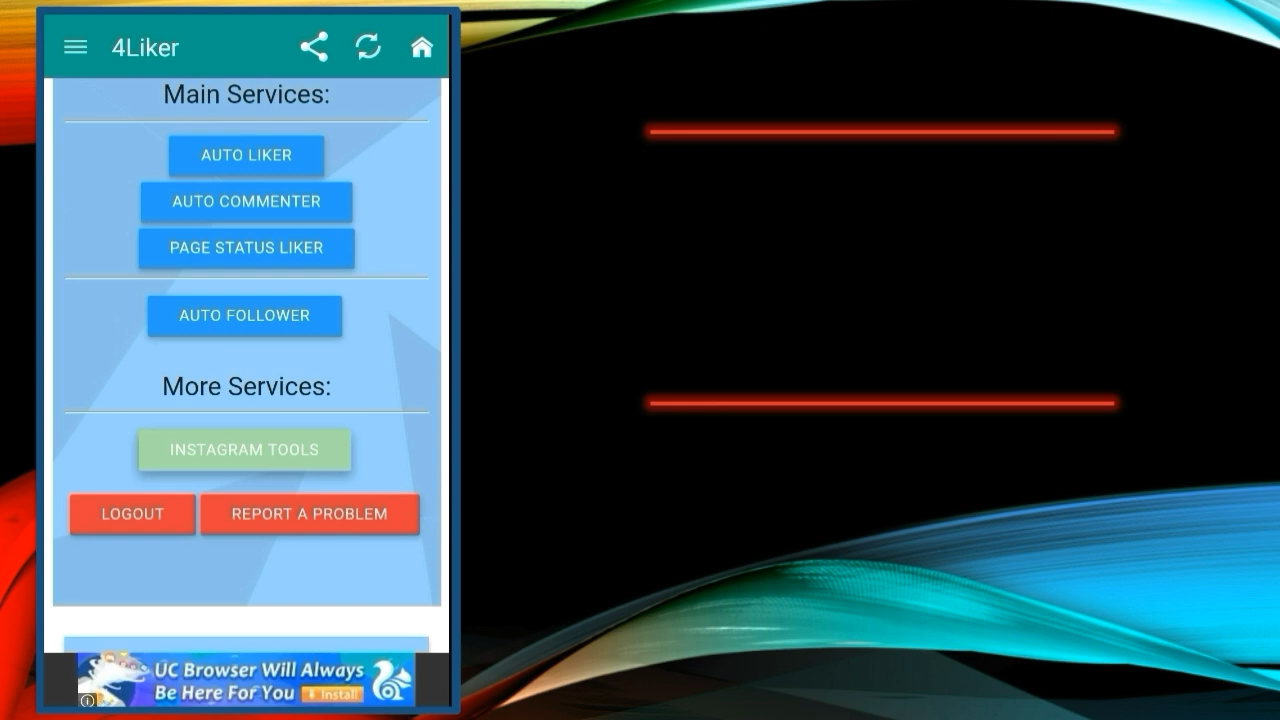 4Liker
Main Services:
AUTO LIKER
AUTO COMMENTER
PAGE STATUS LIKER
AUTO FOLLOWER
More Services:
INSTAGRAM TOOLS
LOGOUT
REPORT A PROBLEM
UC Browser Will Always
Be Here For You
Install